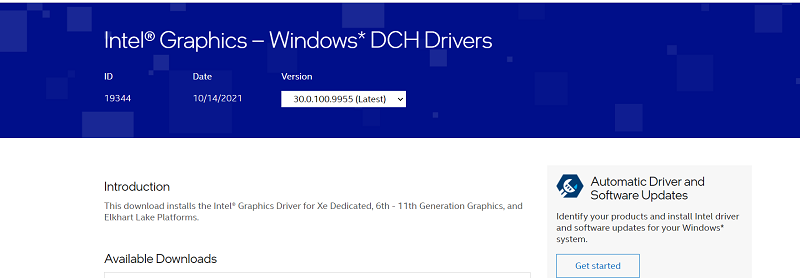 Intel® Graphics – Windows* DCH Drivers
ID Date Version
19344 10/14/2021 30.0.100.9955 (Latest)
Introduction
This download installs the Intel® Graphics Driver for Xe Dedicated, 6th - 11th Generation Graphics, and
Elkhart Lake Platforms.
Available Downloads
Automatic Driver and
Software Updates
Identify your products and install Intel driver
and software updates for your Windows*
system.
Get started